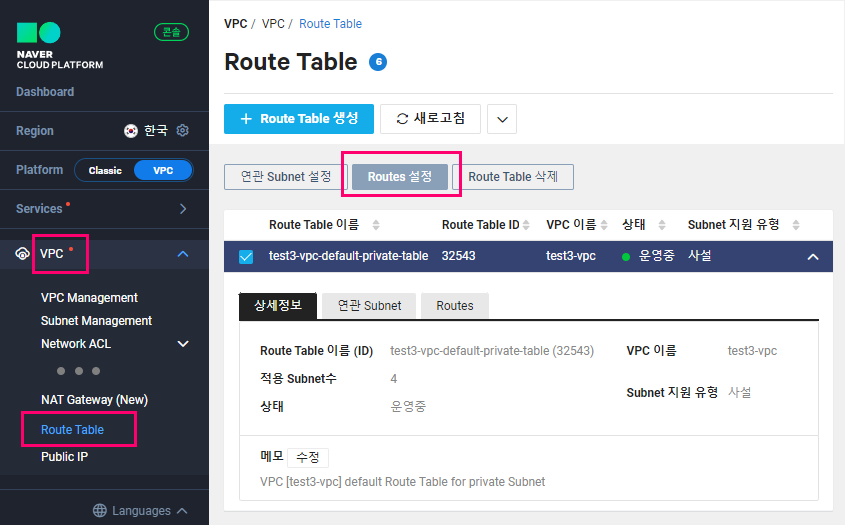 NAVER
CLOUD PLATFORM
콘솔
Dashboard
Region 한국
Platform Classic VPC
Services
VPC
VPC Management
Subnet Management
Network ACL
NAT Gateway (New)
Route Table
Public IP
Languages
VPC / VPC / Route Table
Route Table 6
+ Route Table 생성 새로고침
연관 Subnet 설정 Routes 설정 Route Table 삭제
Route Table 이름 Route Table ID VPC 이름 상태 Subnet 지원 유형
test3-vpc-default-private-table 32543 test3-vpc 운영중 사설
상세정보 연관 Subnet Routes
Route Table 이름 (ID) test3-vpc-default-private-table (32543) VPC 이름 test3-vpc
적용 Subnet수 4
Subnet 지원 유형 사설
상태 운영중
메모 수정
VPC [test3-vpc] default Route Table for private Subnet